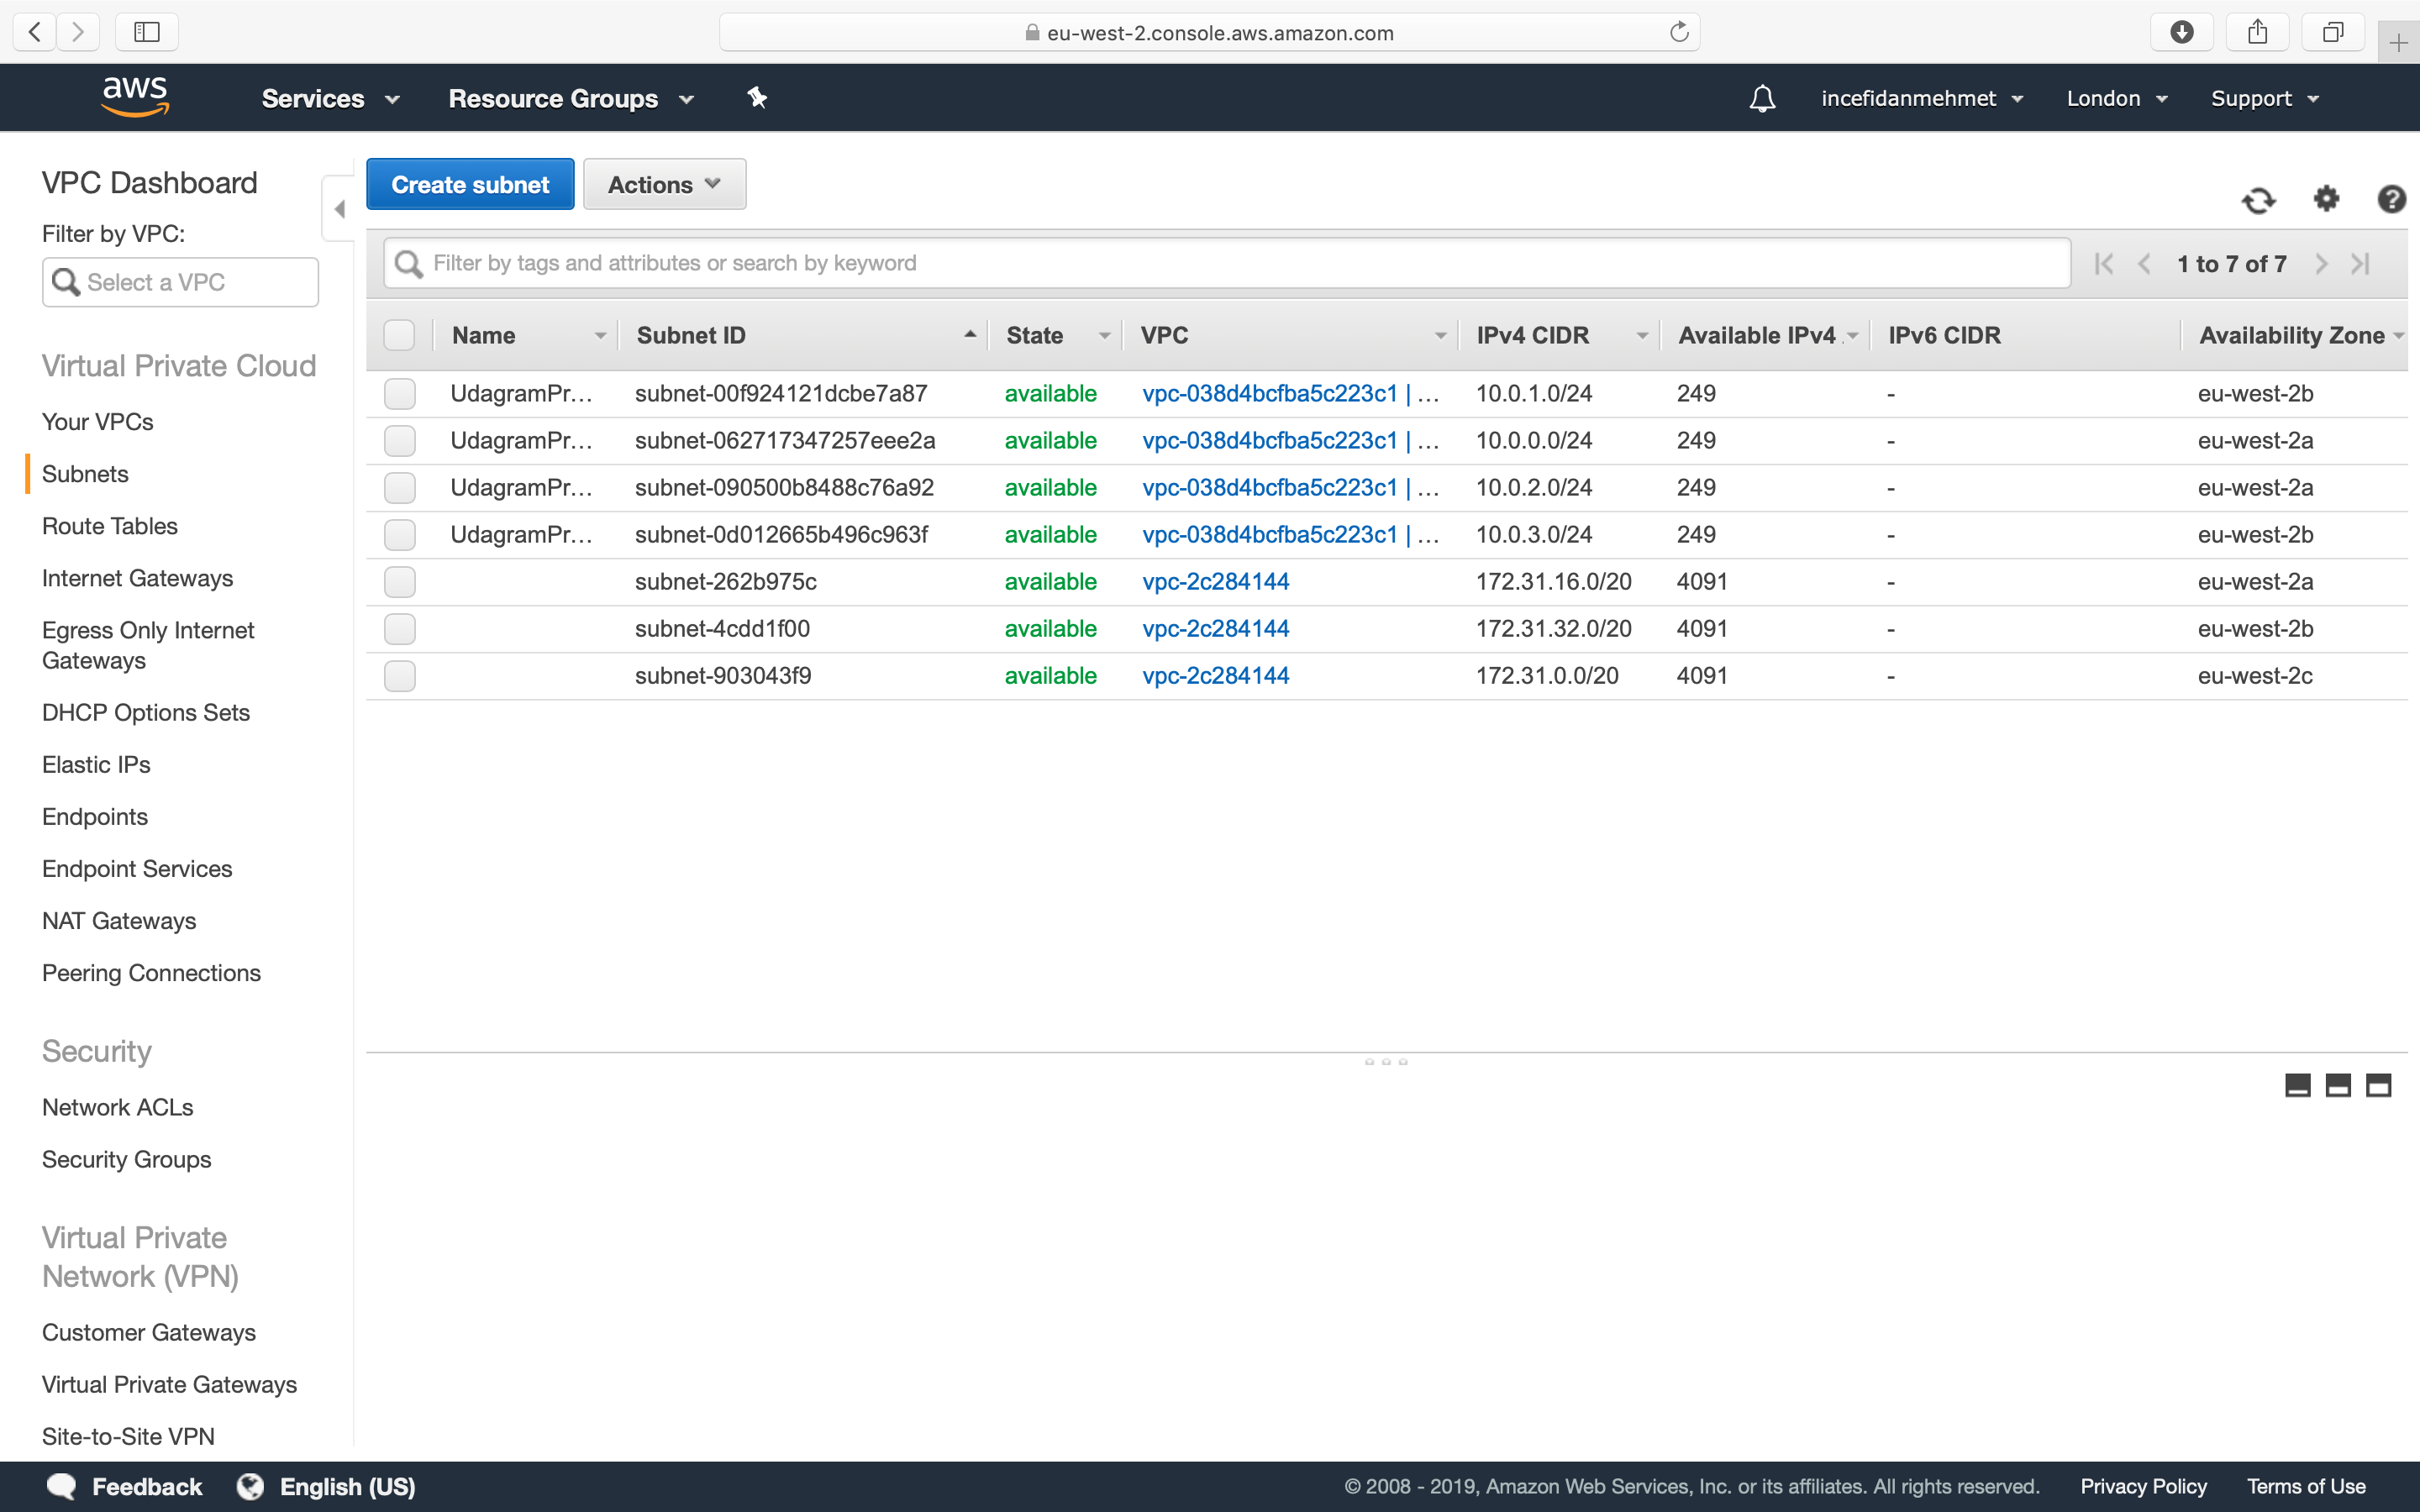 eu-west-2.console.aws.amazon.com
aws Services Resource Groups incefidanmehmet London Support
VPC Dashboard
Filter by VPC:
Select a VPC
Virtual Private Cloud
Your VPCs
Subnets
Route Tables
Internet Gateways
Egress Only Internet
Gateways
DHCP Options Sets
Elastic IPs
Endpoints
Endpoint Services
NAT Gateways
Peering Connections
Security
Network ACLs
Security Groups
Virtual Private
Network (VPN)
Customer Gateways
Virtual Private Gateways
Site-to-Site VPN
Create subnet Actions
Filter by tags and attributes or search by keyword 1 to 7 of 7
Name Subnet ID State VPC IPv4 CIDR Available IPv4 IPv6 CIDR Availability Zone
UdagramPr... subnet-00f924121dcbe7a87 available vpc-038d4bcfba5c223c1 | ... 10.0.1.0/24 249 - eu-west-2b
UdagramPr... subnet-062717347257eee2a available vpc-038d4bcfba5c223c1 | ... 10.0.0.0/24 249 - eu-west-2a
UdagramPr... subnet-090500b8488c76a92 available vpc-038d4bcfba5c223c1 | ... 10.0.2.0/24 249 - eu-west-2a
UdagramPr... subnet-0d012665b496c963f available vpc-038d4bcfba5c223c1 | ... 10.0.3.0/24 249 - eu-west-2b
subnet-262b975c available vpc-2c284144 172.31.16.0/20 4091 - eu-west-2a
subnet-4cdd1f00 available vpc-2c284144 172.31.32.0/20 4091 - eu-west-2b
subnet-903043f9 available vpc-2c284144 172.31.0.0/20 4091 - eu-west-2c
Feedback English (US) © 2008 - 2019, Amazon Web Services, Inc. or its affiliates. All rights reserved. Privacy Policy Terms of Use